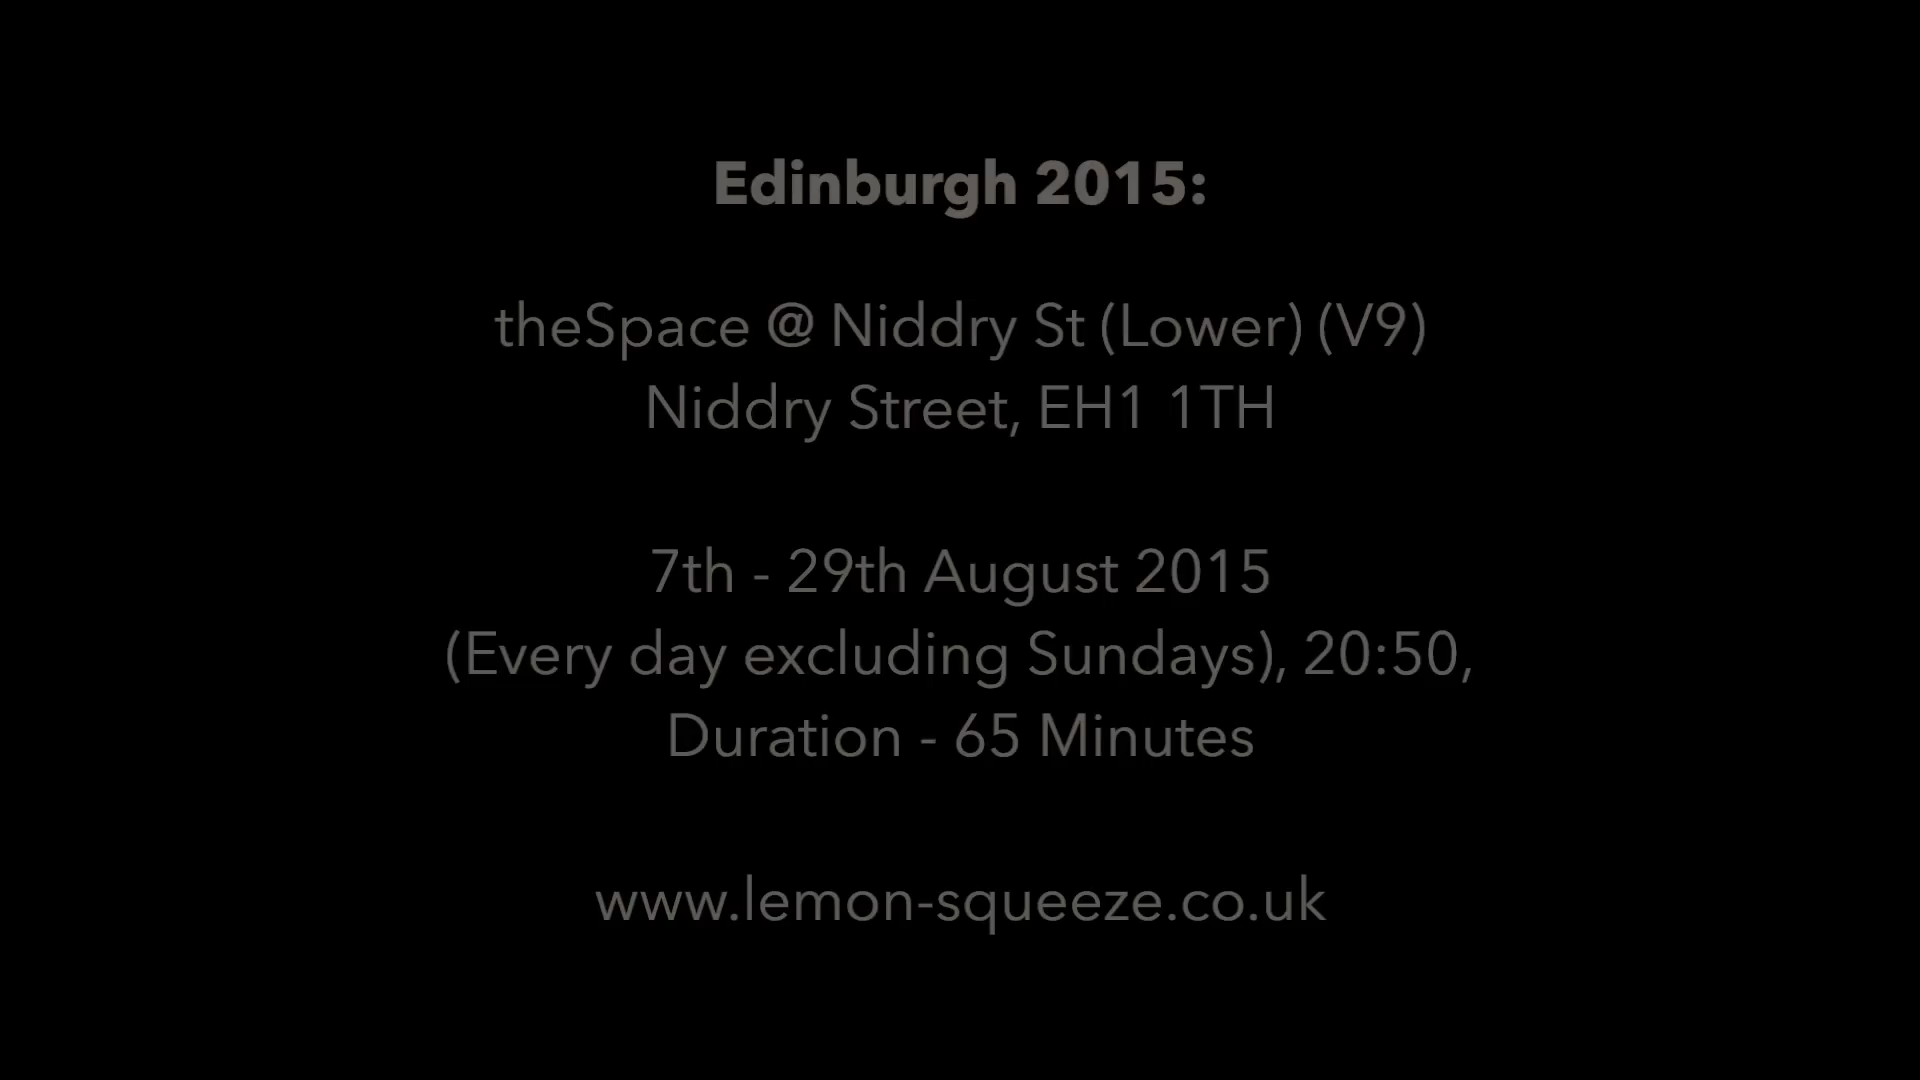 Edinburgh 2015:
theSpace @ Niddry St (Lower) (V9)
Niddry Street, EH1 1TH
7th - 29th August 2015
(Every day excluding Sundays), 20:50,
Duration - 65 Minutes
www.lemon-squeeze.co.uk